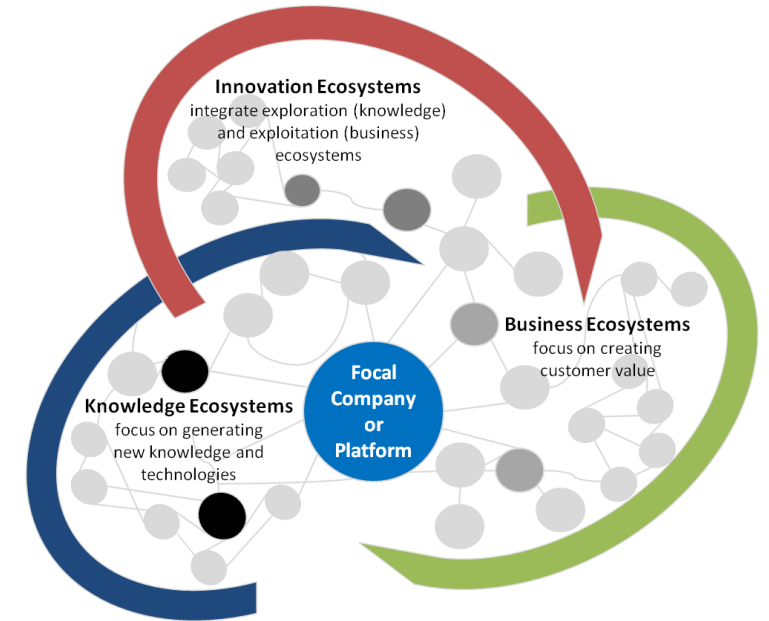 Innovation Ecosystems
integrate exploration (knowledge)
and exploitation (business)
ecosystems
Business Ecosystems
focus on creating
customer value
Focal
Company
or
Platform
Knowledge Ecosystems
focus on generating
new knowledge and
technologies